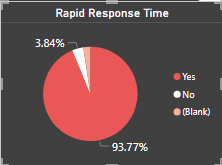 Rapid Response Time
3.84%
Yes
No
(Blank)
93.77%